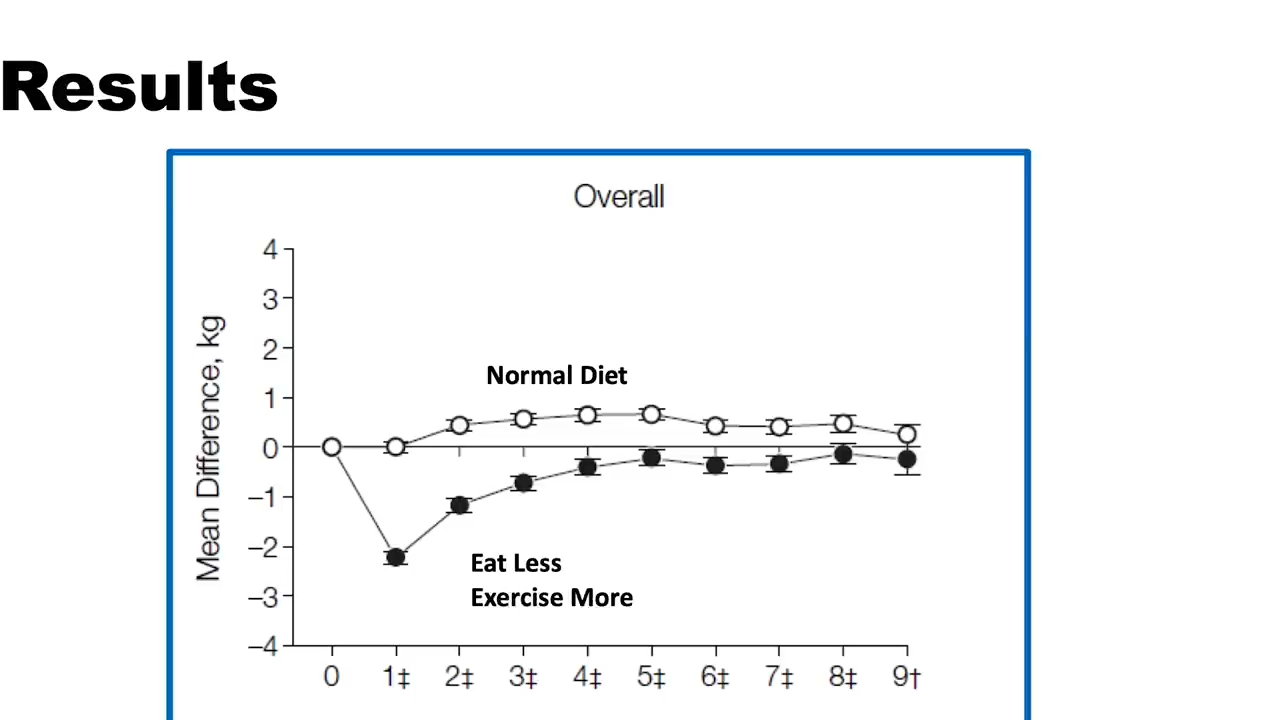 Results
Overall
4
3
2
1
0
−1
−2
−3
−4
Mean Difference, kg
Normal Diet
Eat Less
Exercise More
0 1‡ 2‡ 3‡ 4‡ 5‡ 6‡ 7‡ 8‡ 9†